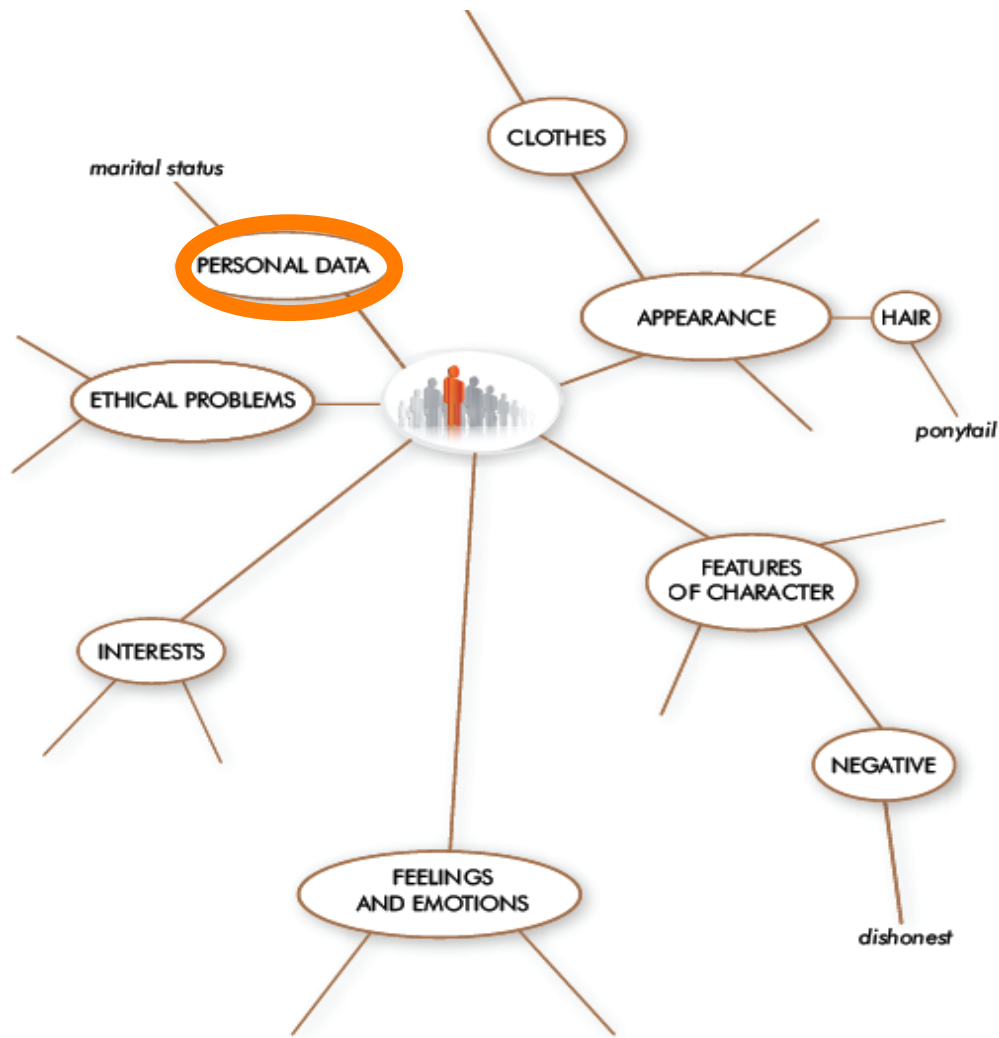 CLOTHES
marital status
PERSONAL DATA
APPEARANCE
HAIR
ETHICAL PROBLEMS
ponytail
FEATURES
OF CHARACTER
INTERESTS
NEGATIVE
FEELINGS
AND EMOTIONS
dishonest